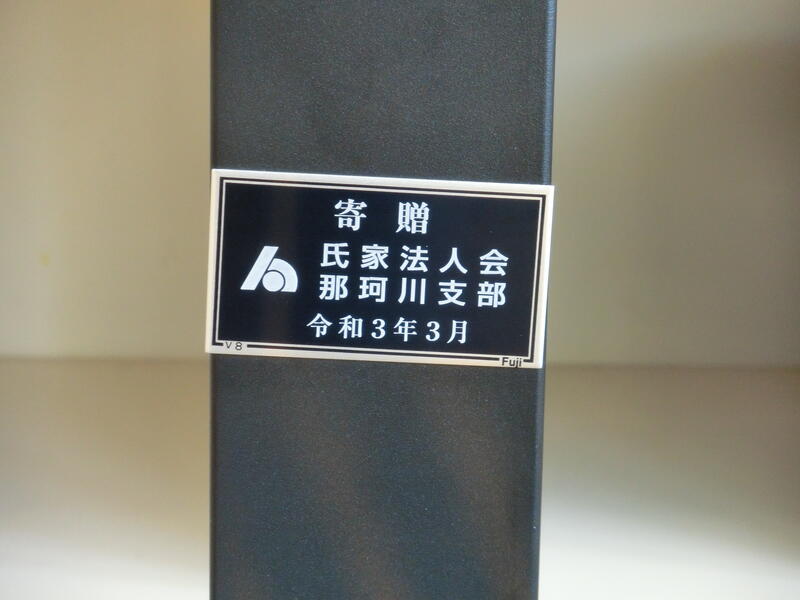 寄贈
氏家法人会
那珂川支部
令和3年3月
V8
Fuji